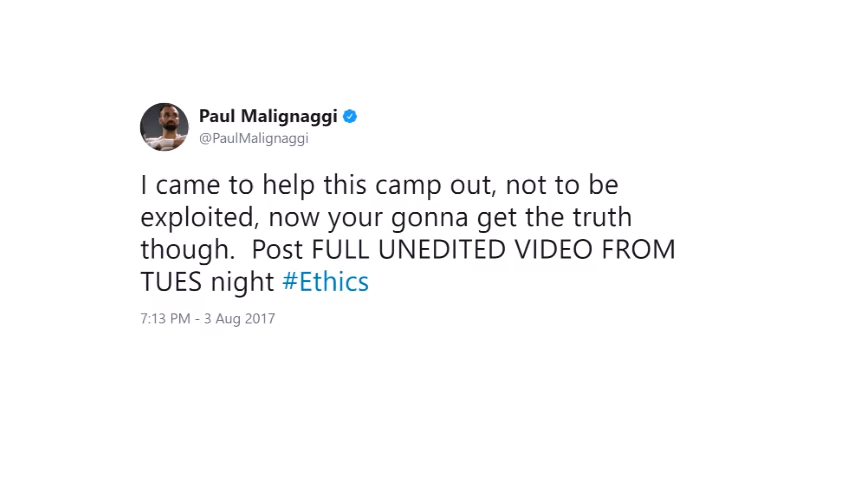 Paul Malignaggi
@PaulMalignaggi
I came to help this camp out, not to be
exploited, now your gonna get the truth
though.  Post FULL UNEDITED VIDEO FROM
TUES night #Ethics
7:13 PM - 3 Aug 2017